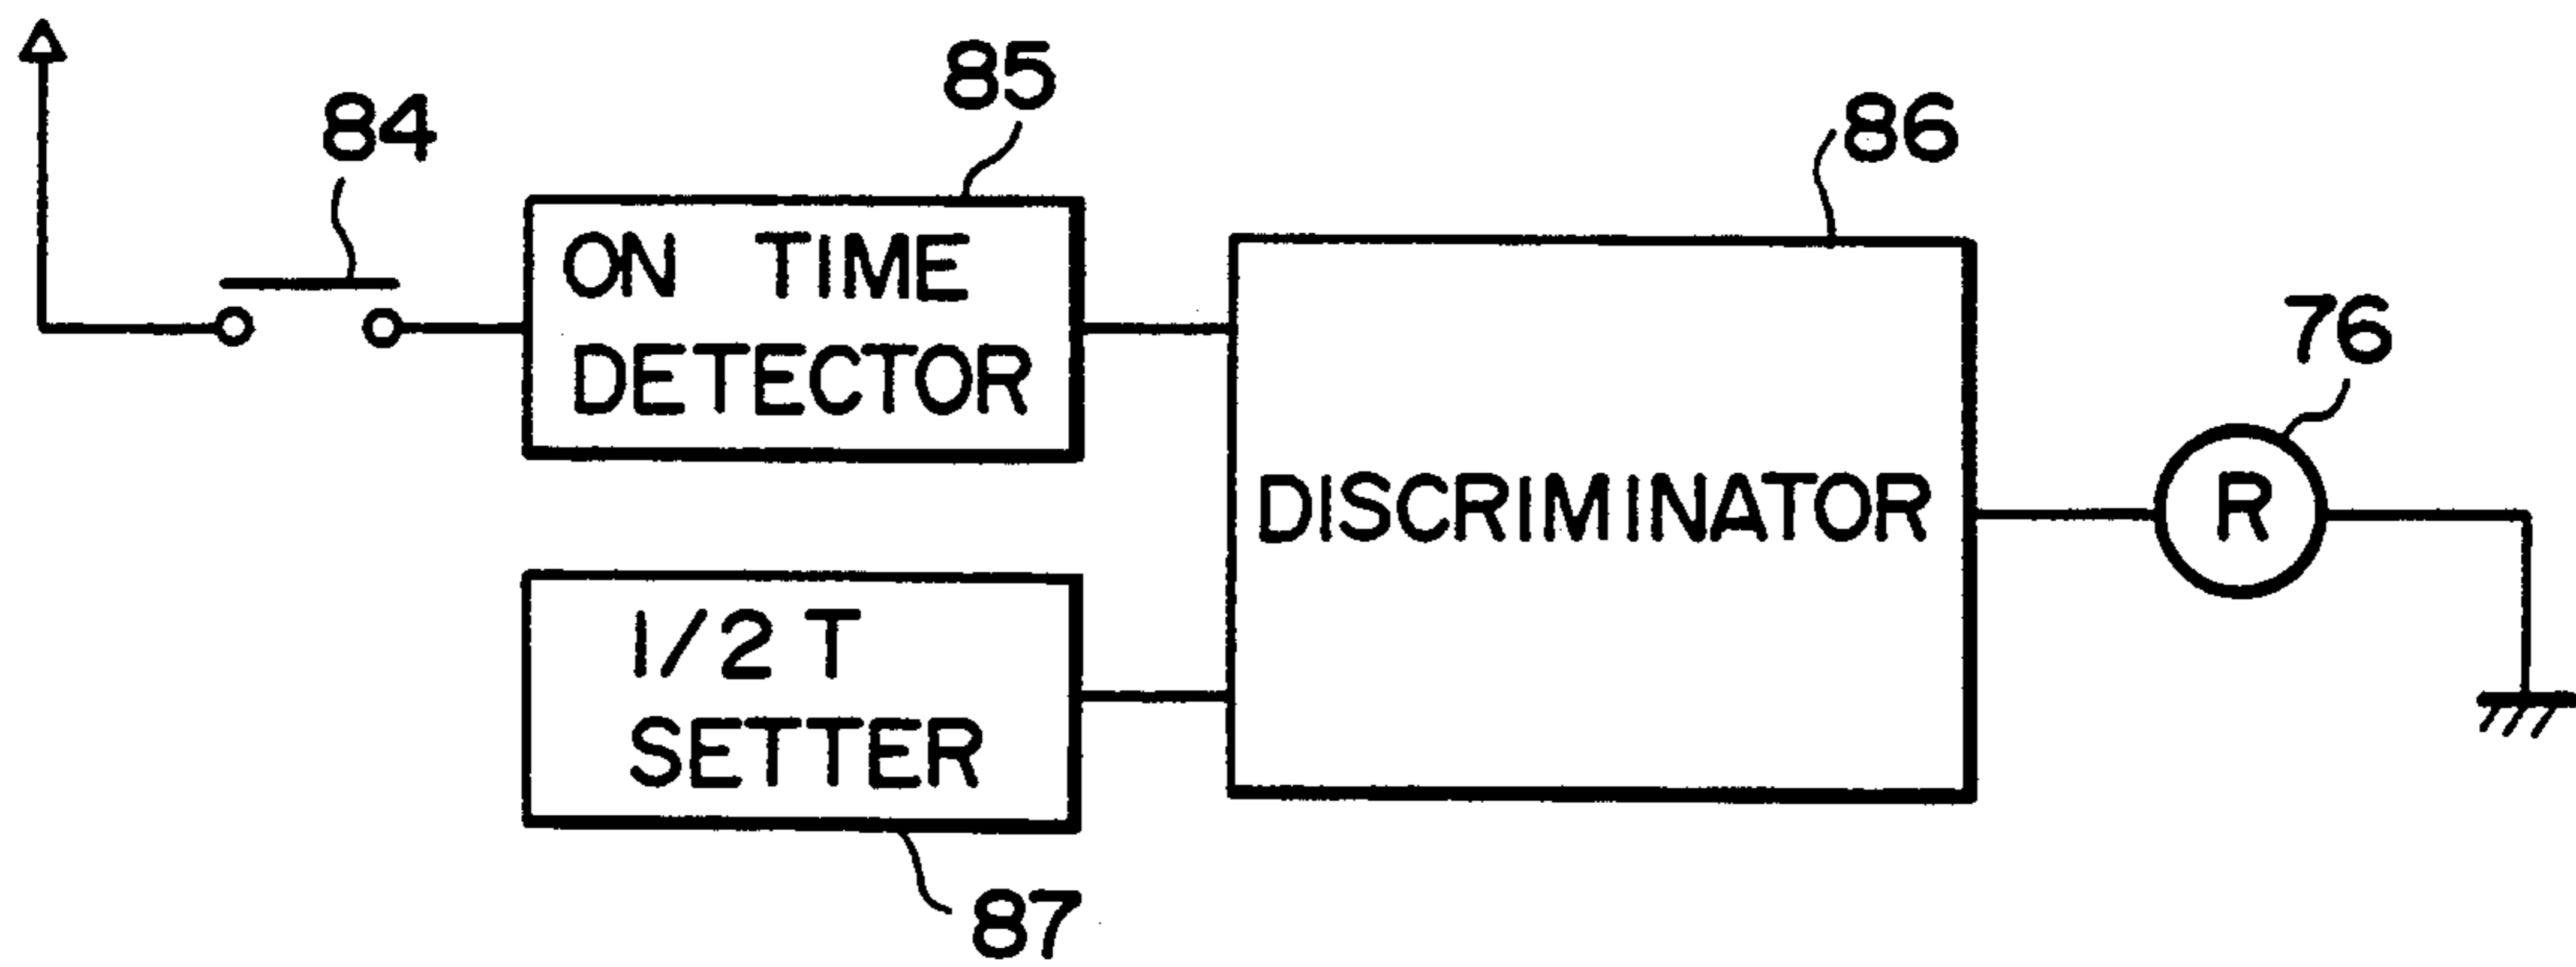 84
85
ON TIME
DETECTOR
86
DISCRIMINATOR
76
R
1/2 T
SETTER
87